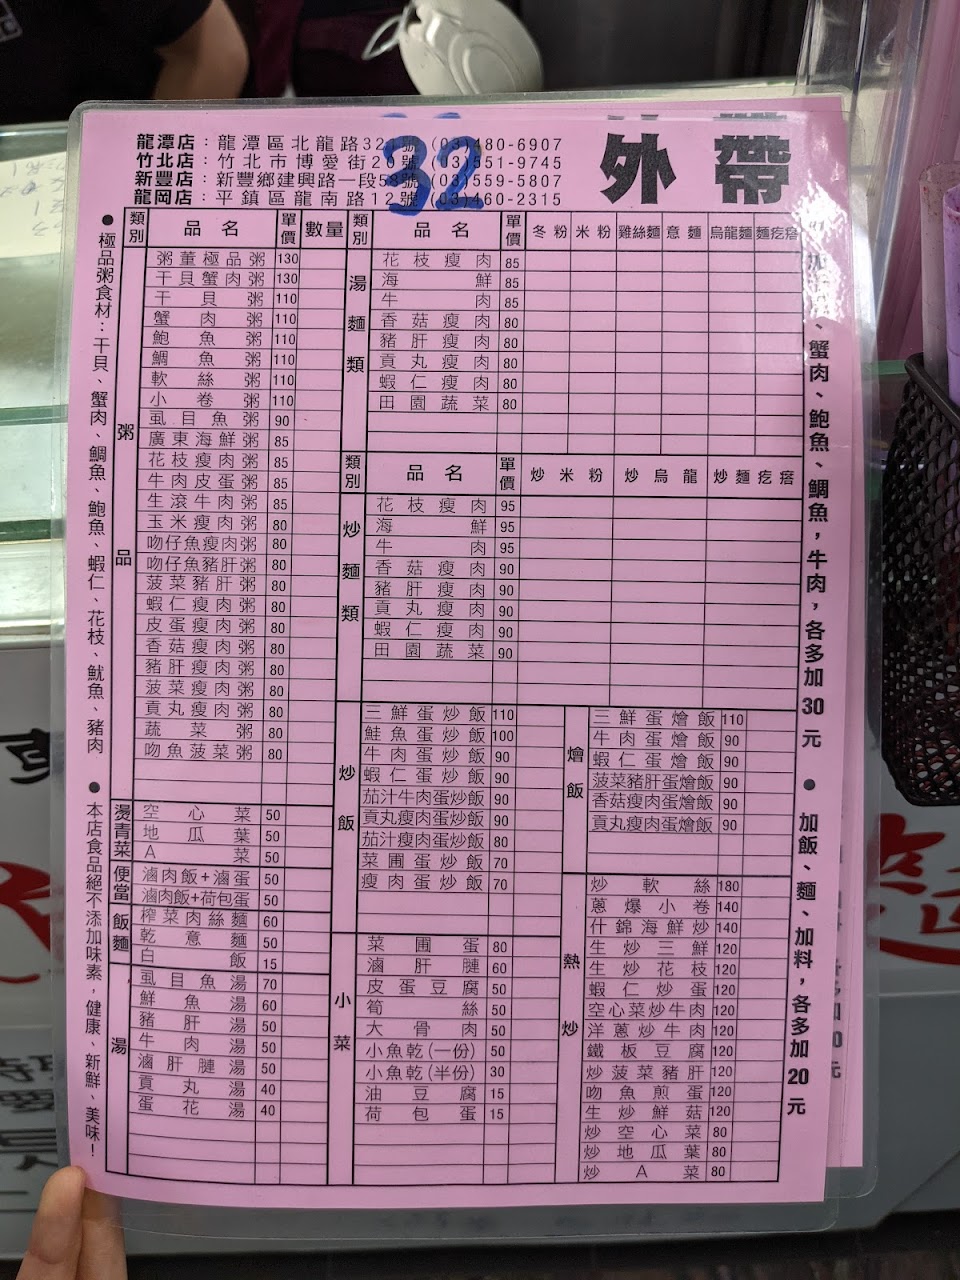 外帶
32
龍潭店：龍潭區北龍路32 號 (03)480-6907
竹北店：竹北市博愛街20號 (03)551-9745
新豐店：新豐鄉建興路一段58號 (03)559-5807
龍岡店：平鎮區龍南路12號 (03)460-2315
●極品粥食材：干貝、蟹肉、鯛魚、鮑魚、蝦仁、花枝、魷魚、豬肉
●本店食品絕不添加味素，健康、新鮮、美味！
類別 品名 單價 數量
粥品
粥董極品粥 130
干貝蟹肉粥 130
干貝粥 110
蟹肉粥 110
鮑魚粥 110
鯛魚粥 110
軟絲粥 110
小卷粥 110
虱目魚粥 90
廣東海鮮粥 85
花枝瘦肉粥 85
牛肉皮蛋粥 85
生滾牛肉粥 85
玉米瘦肉粥 80
吻仔魚瘦肉粥 80
吻仔魚豬肝粥 80
菠菜豬肝粥 80
蝦仁瘦肉粥 80
皮蛋瘦肉粥 80
香菇瘦肉粥 80
豬肝瘦肉粥 80
菠菜瘦肉粥 80
貢丸瘦肉粥 80
蔬菜粥 80
吻魚菠菜粥 80
燙青菜
空心菜 50
地瓜葉 50
A菜 50
便當
滷肉飯+滷蛋 50
滷肉飯+荷包蛋 50
飯麵
榨菜肉絲麵 60
乾意麵 50
白飯 15
湯
虱目魚湯 70
鮮魚湯 60
豬肝湯 50
牛肉湯 50
滷肝腱湯 50
貢丸湯 40
蛋花湯 40
類別 品名 單價 冬粉 米粉 雞絲麵 意麵 烏龍麵 麵疙瘩
湯麵類
花枝瘦肉 85
海鮮 85
牛肉 85
香菇瘦肉 80
豬肝瘦肉 80
貢丸瘦肉 80
蝦仁瘦肉 80
田園蔬菜 80
類別 品名 單價 炒米粉 炒烏龍 炒麵疙瘩
炒麵類
花枝瘦肉 95
海鮮 95
牛肉 95
香菇瘦肉 90
豬肝瘦肉 90
貢丸瘦肉 90
蝦仁瘦肉 90
田園蔬菜 90
炒飯
三鮮蛋炒飯 110
鮭魚蛋炒飯 100
牛肉蛋炒飯 90
蝦仁蛋炒飯 90
茄汁牛肉蛋炒飯 90
貢丸瘦肉蛋炒飯 90
茄汁瘦肉蛋炒飯 80
菜圃蛋炒飯 70
瘦肉蛋炒飯 70
小菜
菜圃蛋 80
滷肝腱 60
皮蛋豆腐 50
筍絲 50
大骨肉 50
小魚乾(一份) 50
小魚乾(半份) 30
油豆腐 15
荷包蛋 15
燴飯
三鮮蛋燴飯 110
牛肉蛋燴飯 90
蝦仁蛋燴飯 90
菠菜豬肝蛋燴飯 90
香菇瘦肉蛋燴飯 90
貢丸瘦肉蛋燴飯 90
熱炒
炒軟絲 180
蔥爆小卷 140
什錦海鮮炒 140
生炒三鮮 120
生炒花枝 120
蝦仁炒蛋 120
空心菜炒牛肉 120
洋蔥炒牛肉 120
鐵板豆腐 120
炒菠菜豬肝 120
吻魚煎蛋 120
生炒鮮菇 120
炒空心菜 80
炒地瓜葉 80
炒A菜 80
、蟹肉、鮑魚、鯛魚，牛肉，各多加30元
●加飯、麵、加料，各多加20元